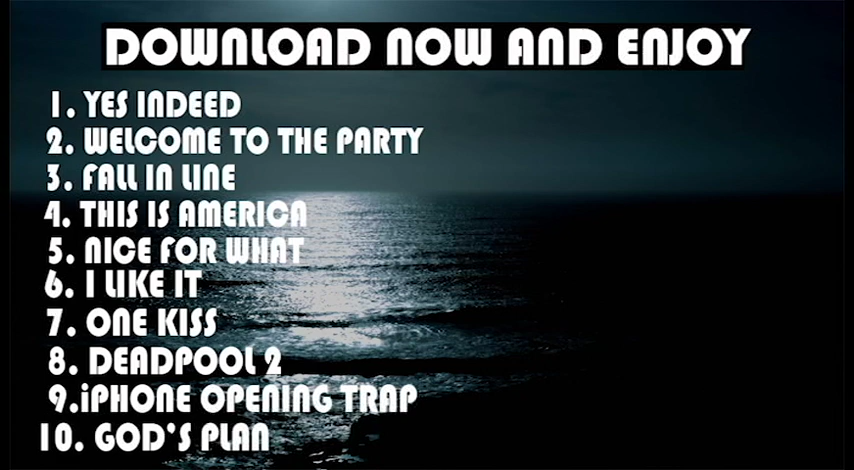 DOWNLOAD NOW AND ENJOY
1. YES INDEED
2. WELCOME TO THE PARTY
3. FALL IN LINE
4. THIS IS AMERICA
5. NICE FOR WHAT
6. I LIKE IT
7. ONE KISS
8. DEADPOOL 2
9.iPHONE OPENING TRAP
10. GOD'S PLAN